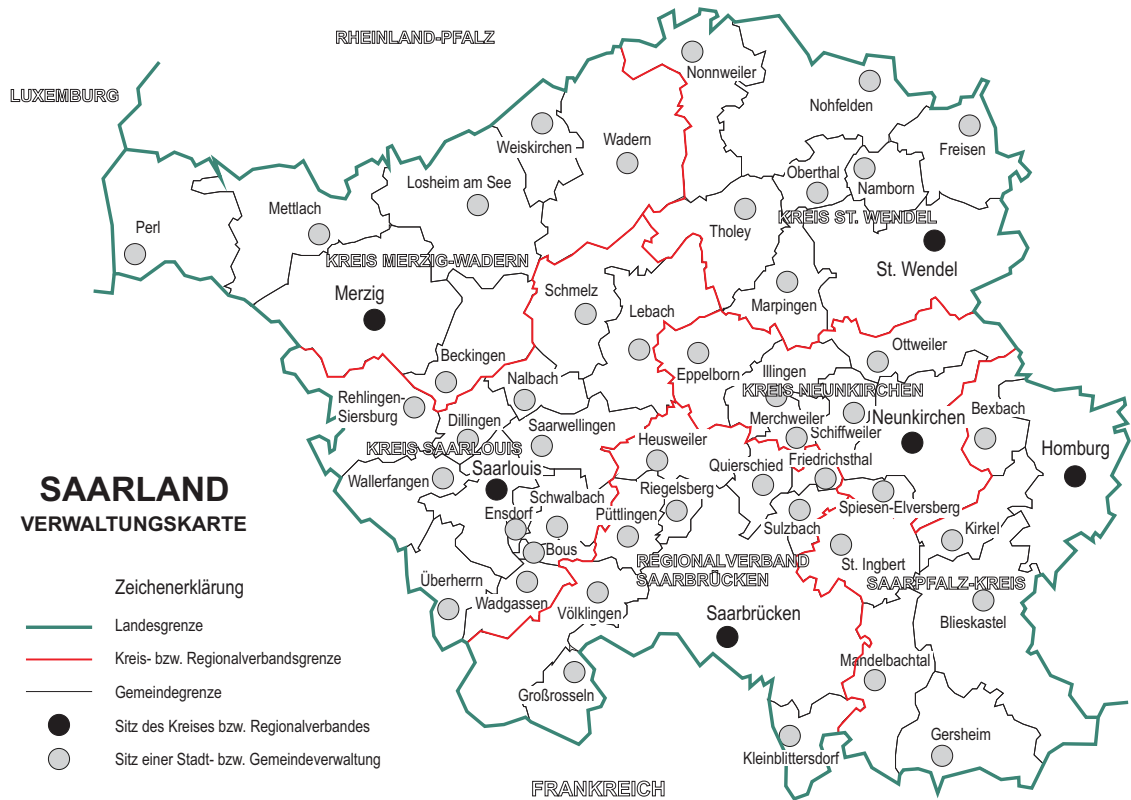 RHEINLAND-PFALZ
LUXEMBURG
Nonnweiler
Nohfelden
Freisen
Weiskirchen
Wadern
Oberthal
Namborn
Losheim am See
Mettlach
Perl
KREIS ST. WENDEL
Tholey
KREIS MERZIG-WADERN
St. Wendel
Merzig
Schmelz
Marpingen
Lebach
Beckingen
Ottweiler
Illingen
Eppelborn
Nalbach
KREIS NEUNKIRCHEN
Rehlingen-
Siersburg
Bexbach
Dillingen
Saarwellingen
Merchweiler
Neunkirchen
Schiffweiler
Heusweiler
KREIS SAARLOUIS
Homburg
Friedrichsthal
Quierschied
Saarlouis
Wallerfangen
Riegelsberg
SAARLAND
VERWALTUNGSKARTE
Schwalbach
Ensdorf
Püttlingen
Spiesen-Elversberg
Sulzbach
Kirkel
Bous
REGIONALVERBAND
SAARBRÜCKEN
St. Ingbert
SAARPFALZ-KREIS
Überherrn
Wadgassen
Völklingen
Saarbrücken
Blieskastel
Mandelbachtal
Großrosseln
Gersheim
Kleinblittersdorf
FRANKREICH
Zeichenerklärung
Landesgrenze
Kreis- bzw. Regionalverbandsgrenze
Gemeindegrenze
Sitz des Kreises bzw. Regionalverbandes
Sitz einer Stadt- bzw. Gemeindeverwaltung